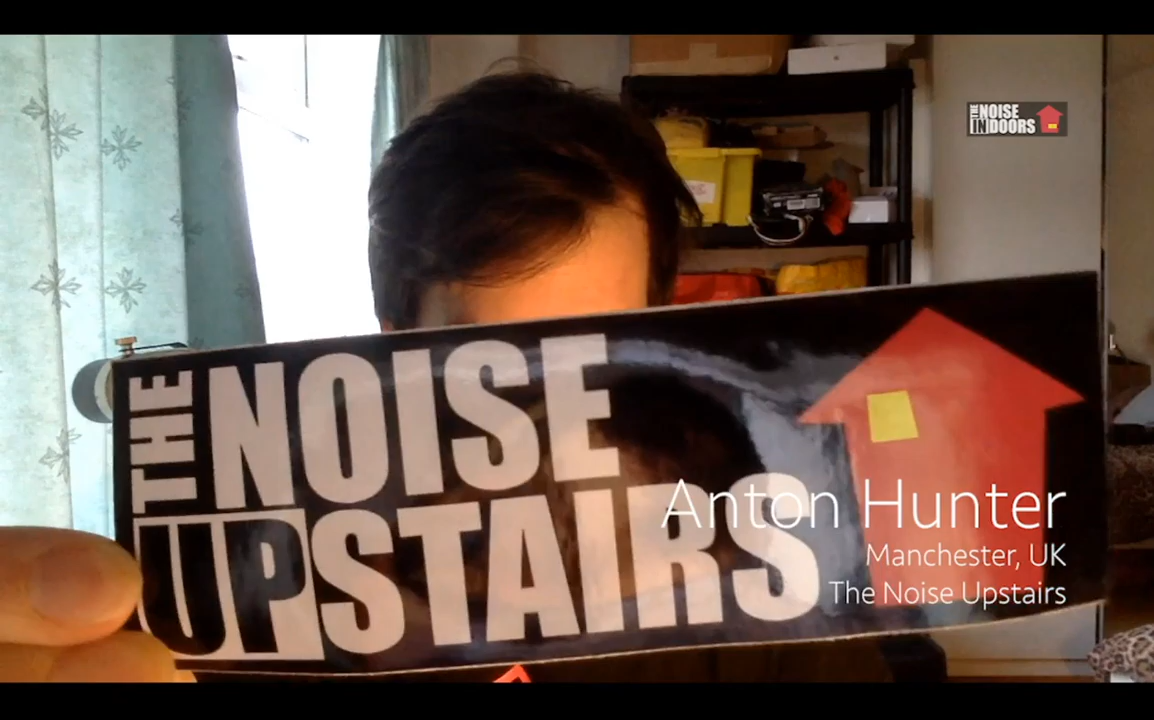 THE NOISE
INDOORS
THE NOISE
UPSTAIRS
Anton Hunter
Manchester, UK
The Noise Upstairs